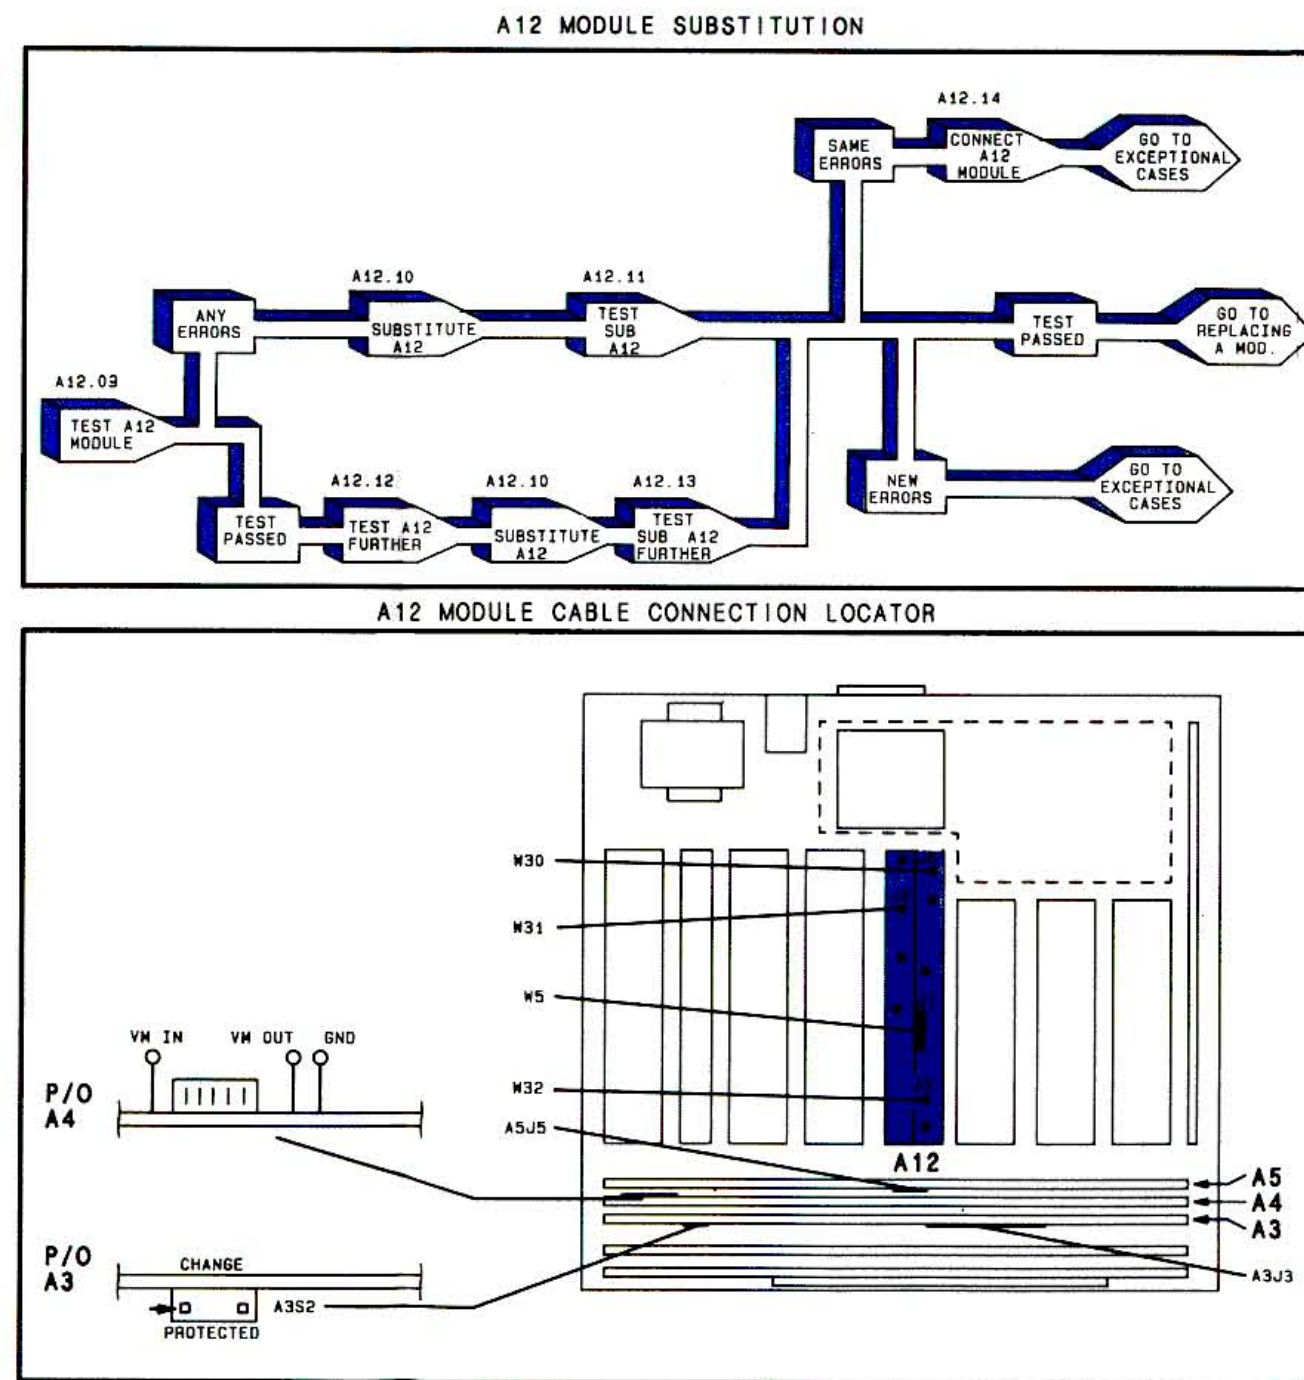 A12 MODULE SUBSTITUTION
A12.14
SAME
ERRORS
CONNECT
A12
MODULE
GO TO
EXCEPTIONAL
CASES
A12.10
A12.11
ANY
ERRORS
SUBSTITUTE
A12
TEST
SUB
A12
TEST
PASSED
GO TO
REPLACING
A MOD.
A12.09
TEST A12
MODULE
A12.12
A12.10
A12.13
TEST
PASSED
TEST A12
FURTHER
SUBSTITUTE
A12
TEST
SUB A12
FURTHER
NEW
ERRORS
GO TO
EXCEPTIONAL
CASES
A12 MODULE CABLE CONNECTION LOCATOR
W30
W31
W5
W32
A5J5
A12
VM IN
VM OUT
GND
P/O
A4
A5
A4
A3
P/O
A3
CHANGE
A3S2
PROTECTED
A3J3